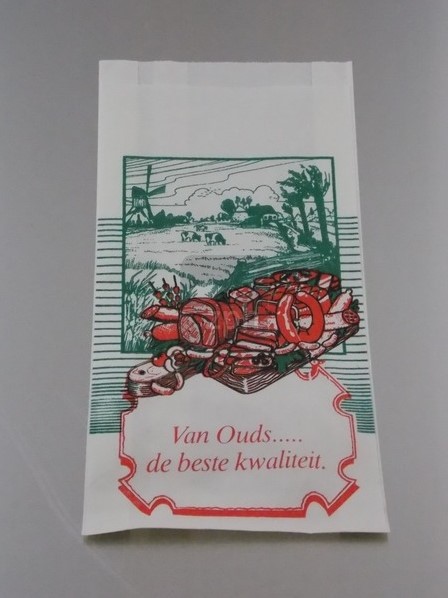 Van Ouds.....
de beste kwaliteit.